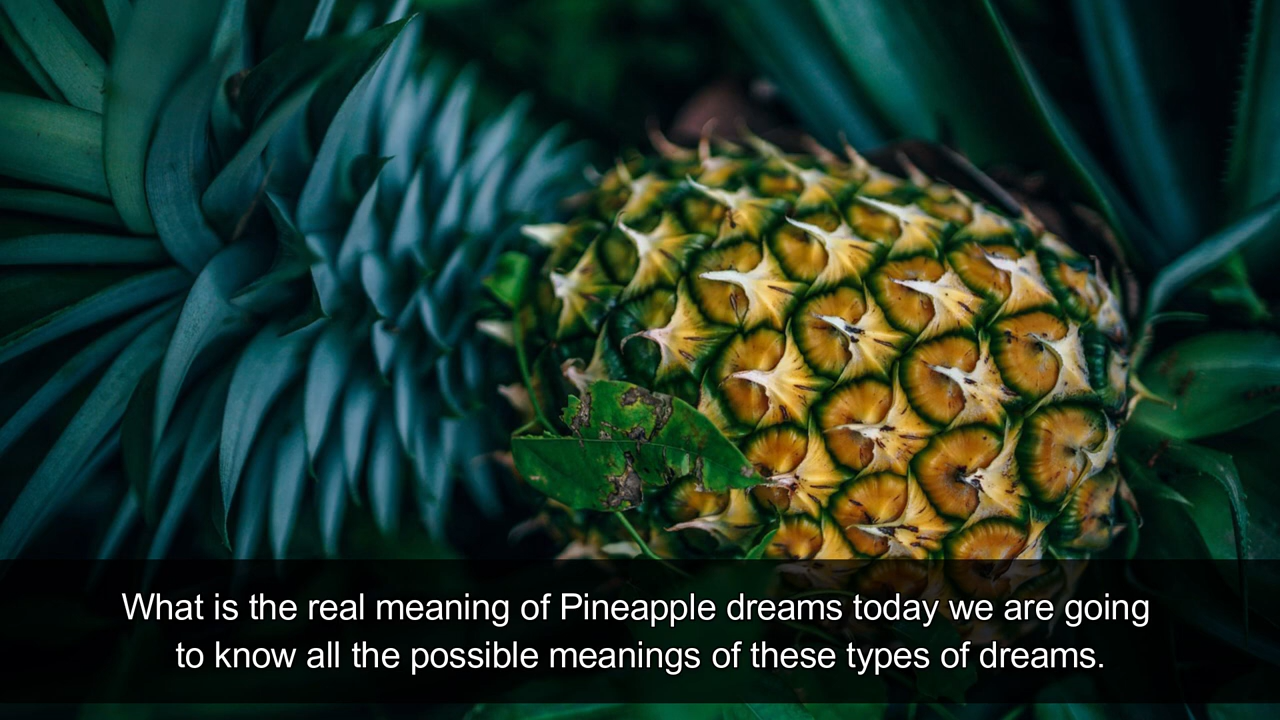 What is the real meaning of Pineapple dreams today we are going
to know all the possible meanings of these types of dreams.